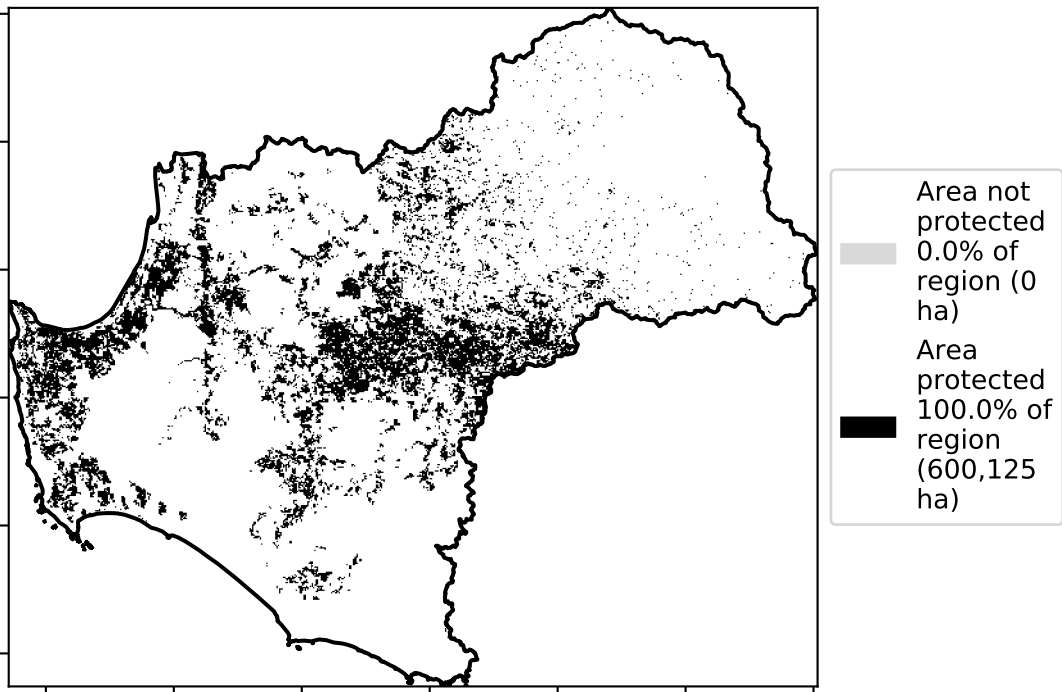 Area not
protected
0.0% of
region (0
ha)
Area
protected
100.0% of
region
(600,125
ha)